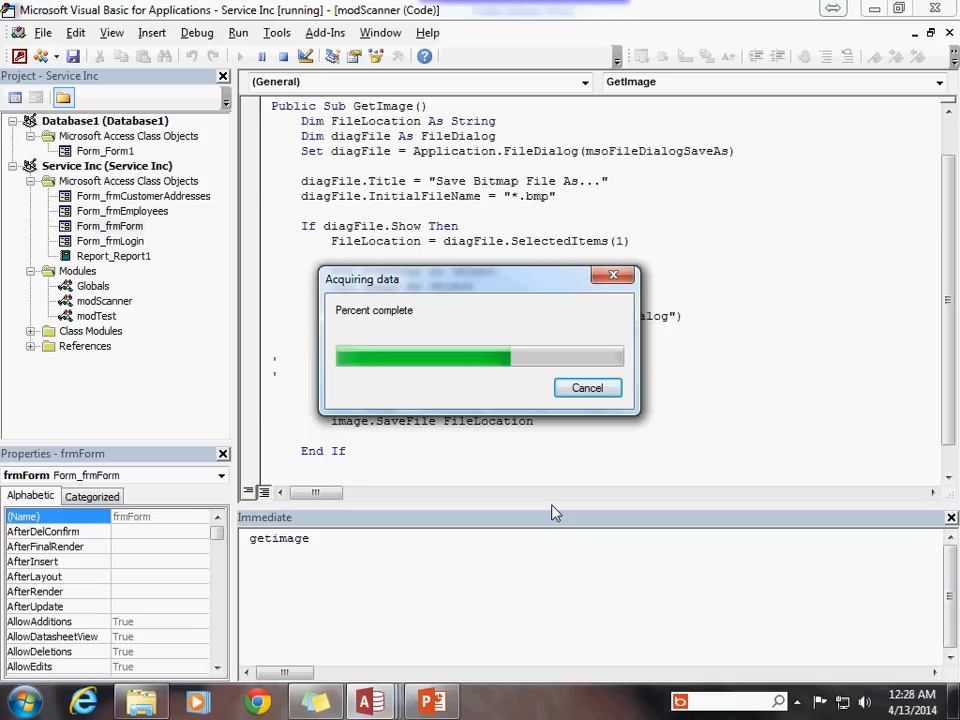 Microsoft Visual Basic for Applications - Service Inc [running] - [modScanner (Code)]
File Edit View Insert Debug Run Tools Add-Ins Window Help
Project - Service Inc
Database1 (Database1)
Microsoft Access Class Objects
Form_Form1
Service Inc (Service Inc)
Microsoft Access Class Objects
Form_frmCustomerAddresses
Form_frmEmployees
Form_frmForm
Form_frmLogin
Report_Report1
Modules
Globals
modScanner
modTest
Class Modules
References
Properties - frmForm
frmForm Form_frmForm
Alphabetic Categorized
(Name) frmForm
AfterDelConfirm
AfterFinalRender
AfterInsert
AfterLayout
AfterRender
AfterUpdate
AllowAdditions True
AllowDatasheetView True
AllowDeletions True
AllowEdits True
(General) GetImage
Public Sub GetImage()
Dim FileLocation As String
Dim diagFile As FileDialog
Set diagFile = Application.FileDialog(msoFileDialogSaveAs)
diagFile.Title = "Save Bitmap File As..."
diagFile.InitialFileName = "*.bmp"
If diagFile.Show Then
FileLocation = diagFile.SelectedItems(1)
alog")
'
'
image.SaveFile FileLocation
End If
Acquiring data
Percent complete
Cancel
Immediate
getimage
12:28 AM
4/13/2014